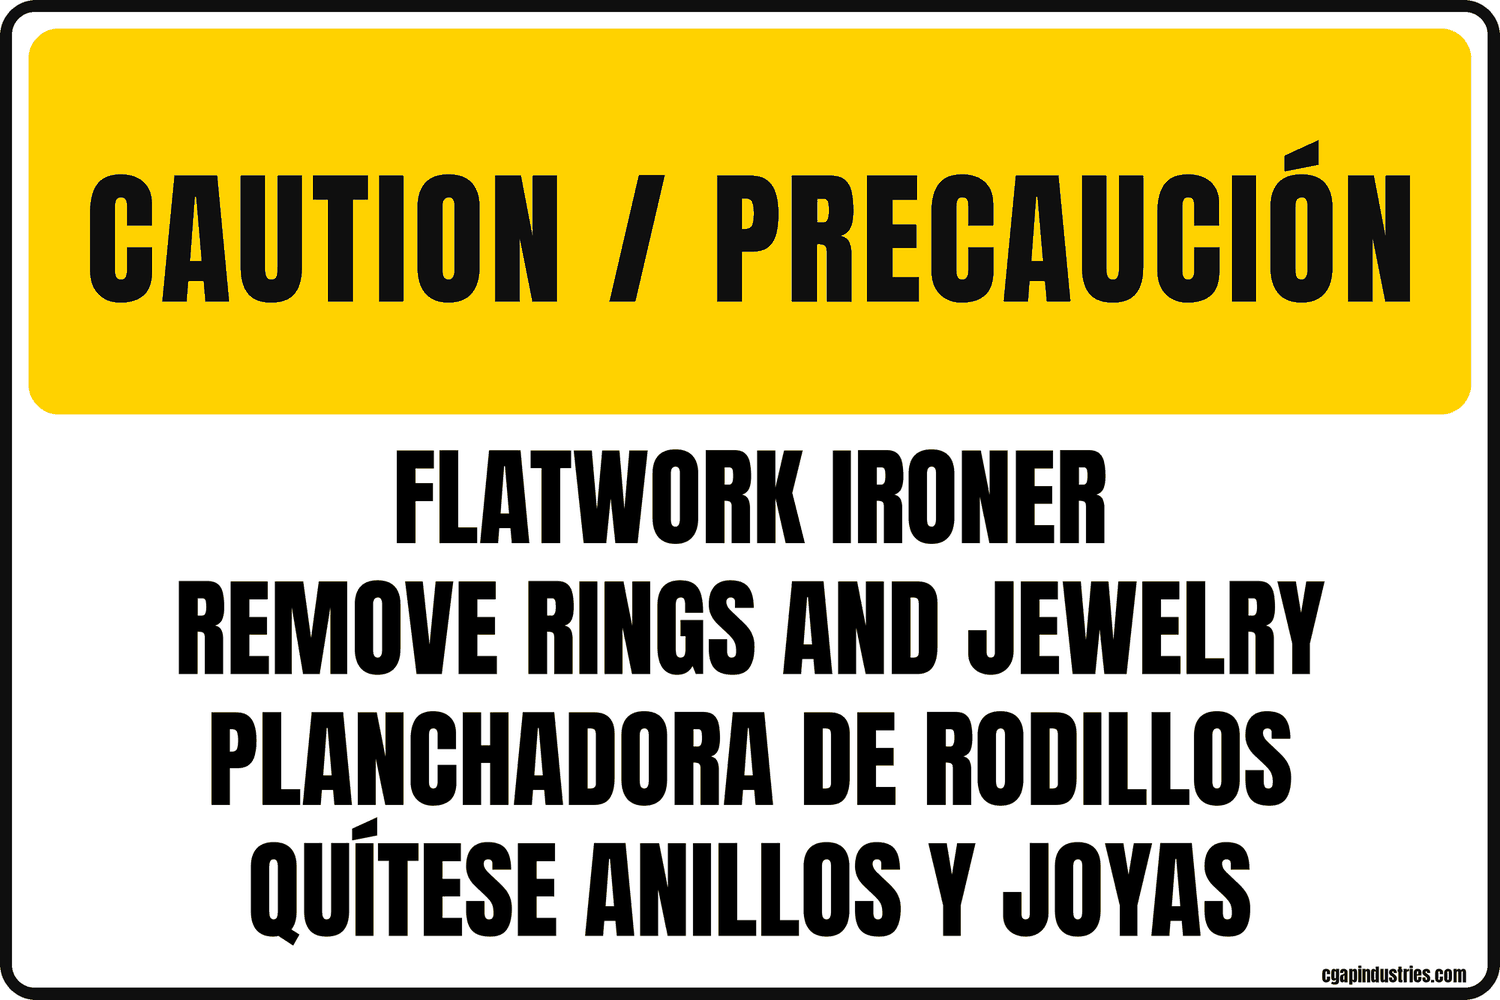 CAUTION / PRECAUCIÓN
FLATWORK IRONER
REMOVE RINGS AND JEWELRY
PLANCHADORA DE RODILLOS
QUÍTESE ANILLOS Y JOYAS
cgapindustries.com